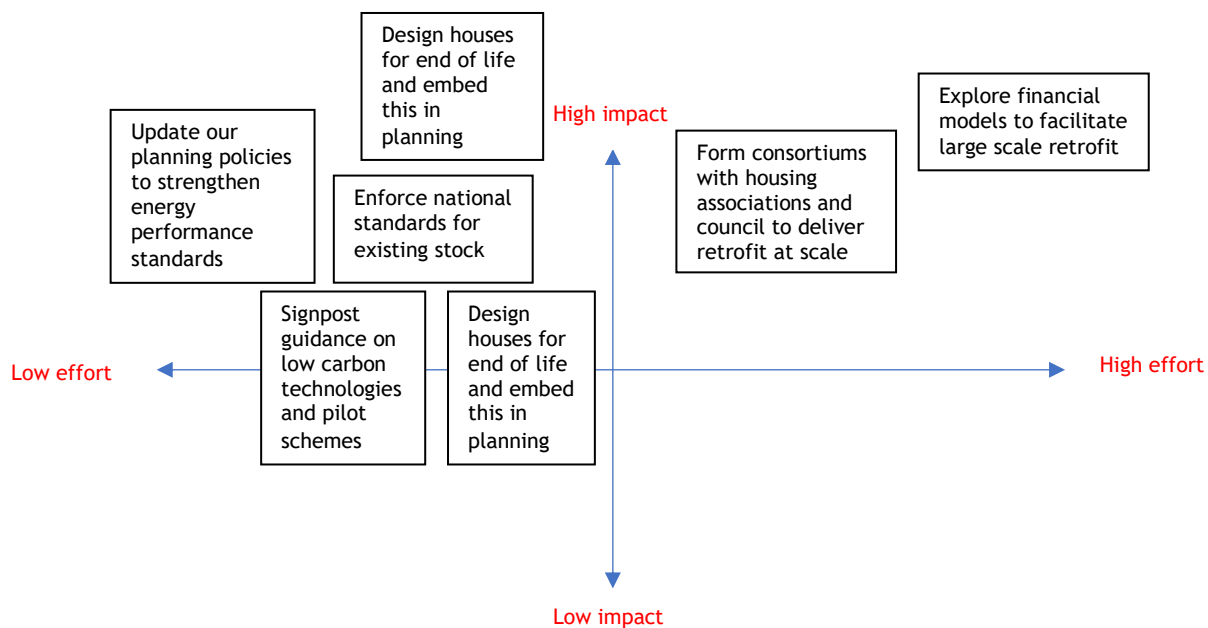 Design houses
for end of life
and embed
this in
planning
High impact
Explore financial
models to facilitate
large scale retrofit
Update our
planning policies
to strengthen
energy
performance
standards
Form consortiums
with housing
associations and
council to deliver
retrofit at scale
Enforce national
standards for
existing stock
Signpost
guidance on
low carbon
technologies
and pilot
schemes
Design
houses for
end of life
and embed
this in
planning
Low effort
High effort
Low impact